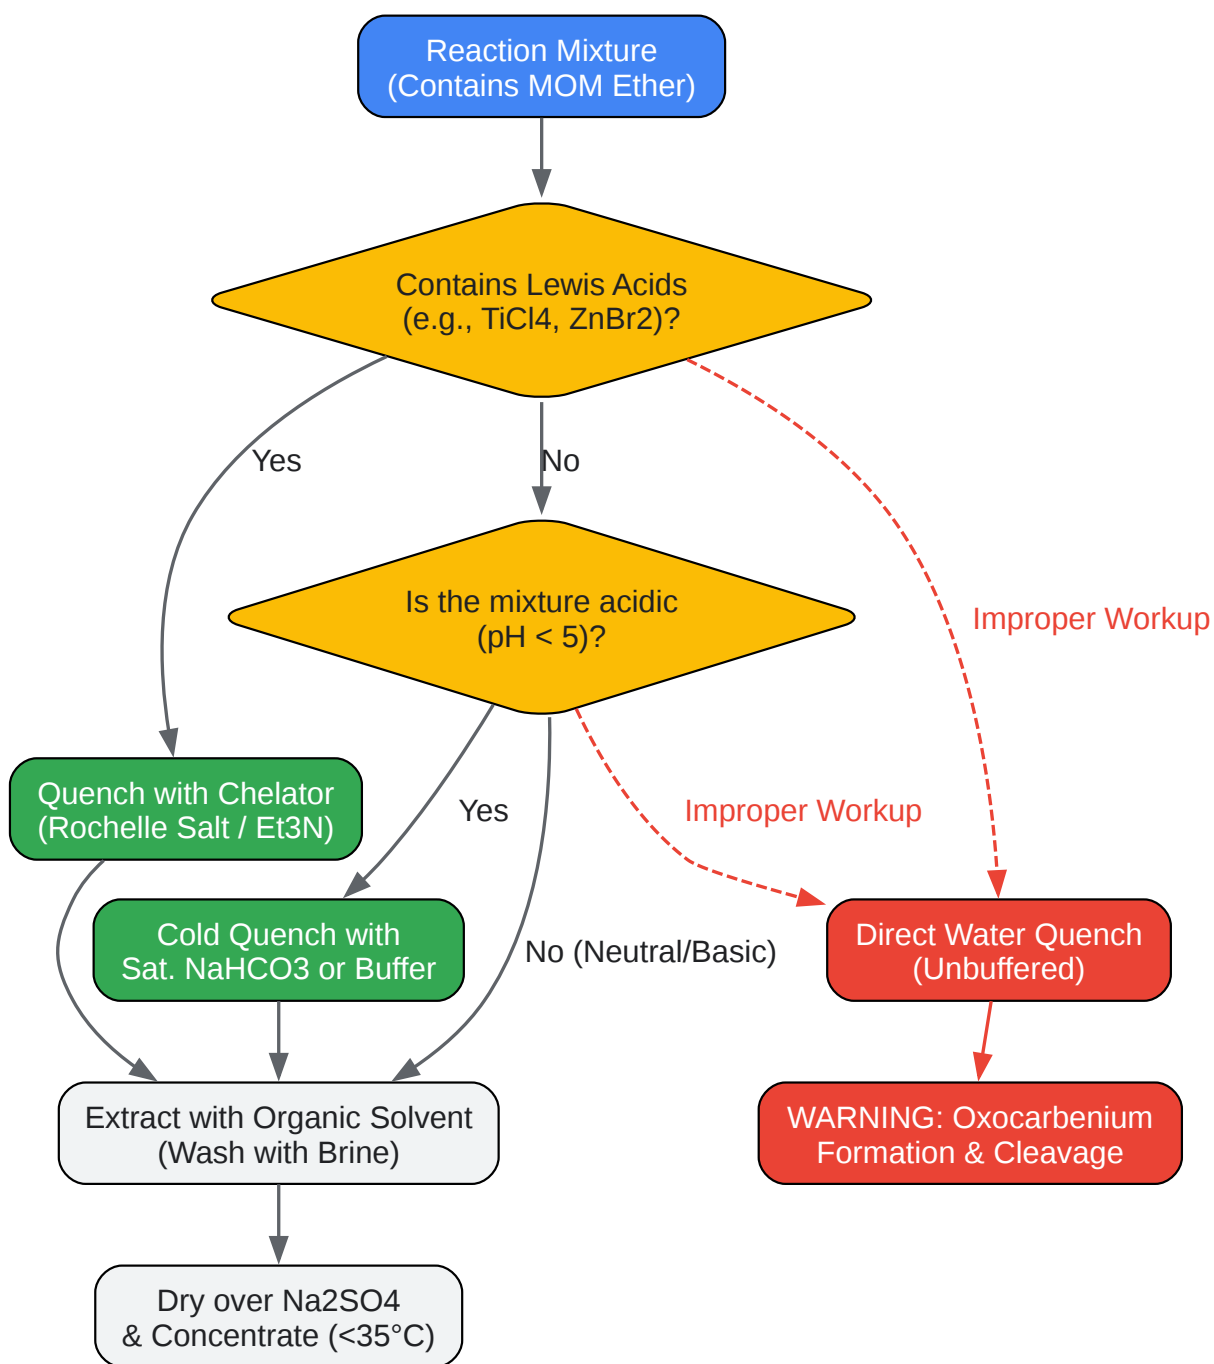 Reaction Mixture
(Contains MOM Ether)
Contains Lewis Acids
(e.g., TiCl4, ZnBr2)?
Yes
No
Is the mixture acidic
(pH < 5)?
Improper Workup
Quench with Chelator
(Rochelle Salt / Et3N)
Yes
Improper Workup
Cold Quench with
Sat. NaHCO3 or Buffer
No (Neutral/Basic)
Direct Water Quench
(Unbuffered)
Extract with Organic Solvent
(Wash with Brine)
WARNING: Oxocarbenium
Formation & Cleavage
Dry over Na2SO4
& Concentrate (<35°C)